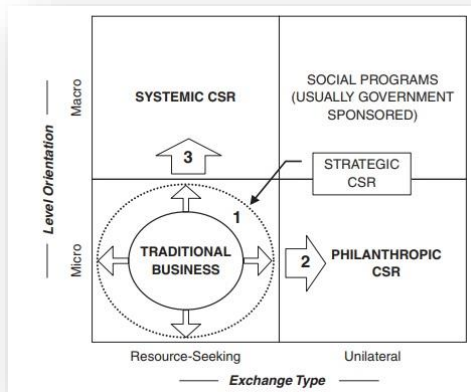 SYSTEMIC CSR
SOCIAL PROGRAMS
(USUALLY GOVERNMENT
SPONSORED)
3
STRATEGIC
CSR
1
TRADITIONAL
BUSINESS
2
PHILANTHROPIC
CSR
Level Orientation
Macro
Micro
Resource-Seeking
Unilateral
Exchange Type